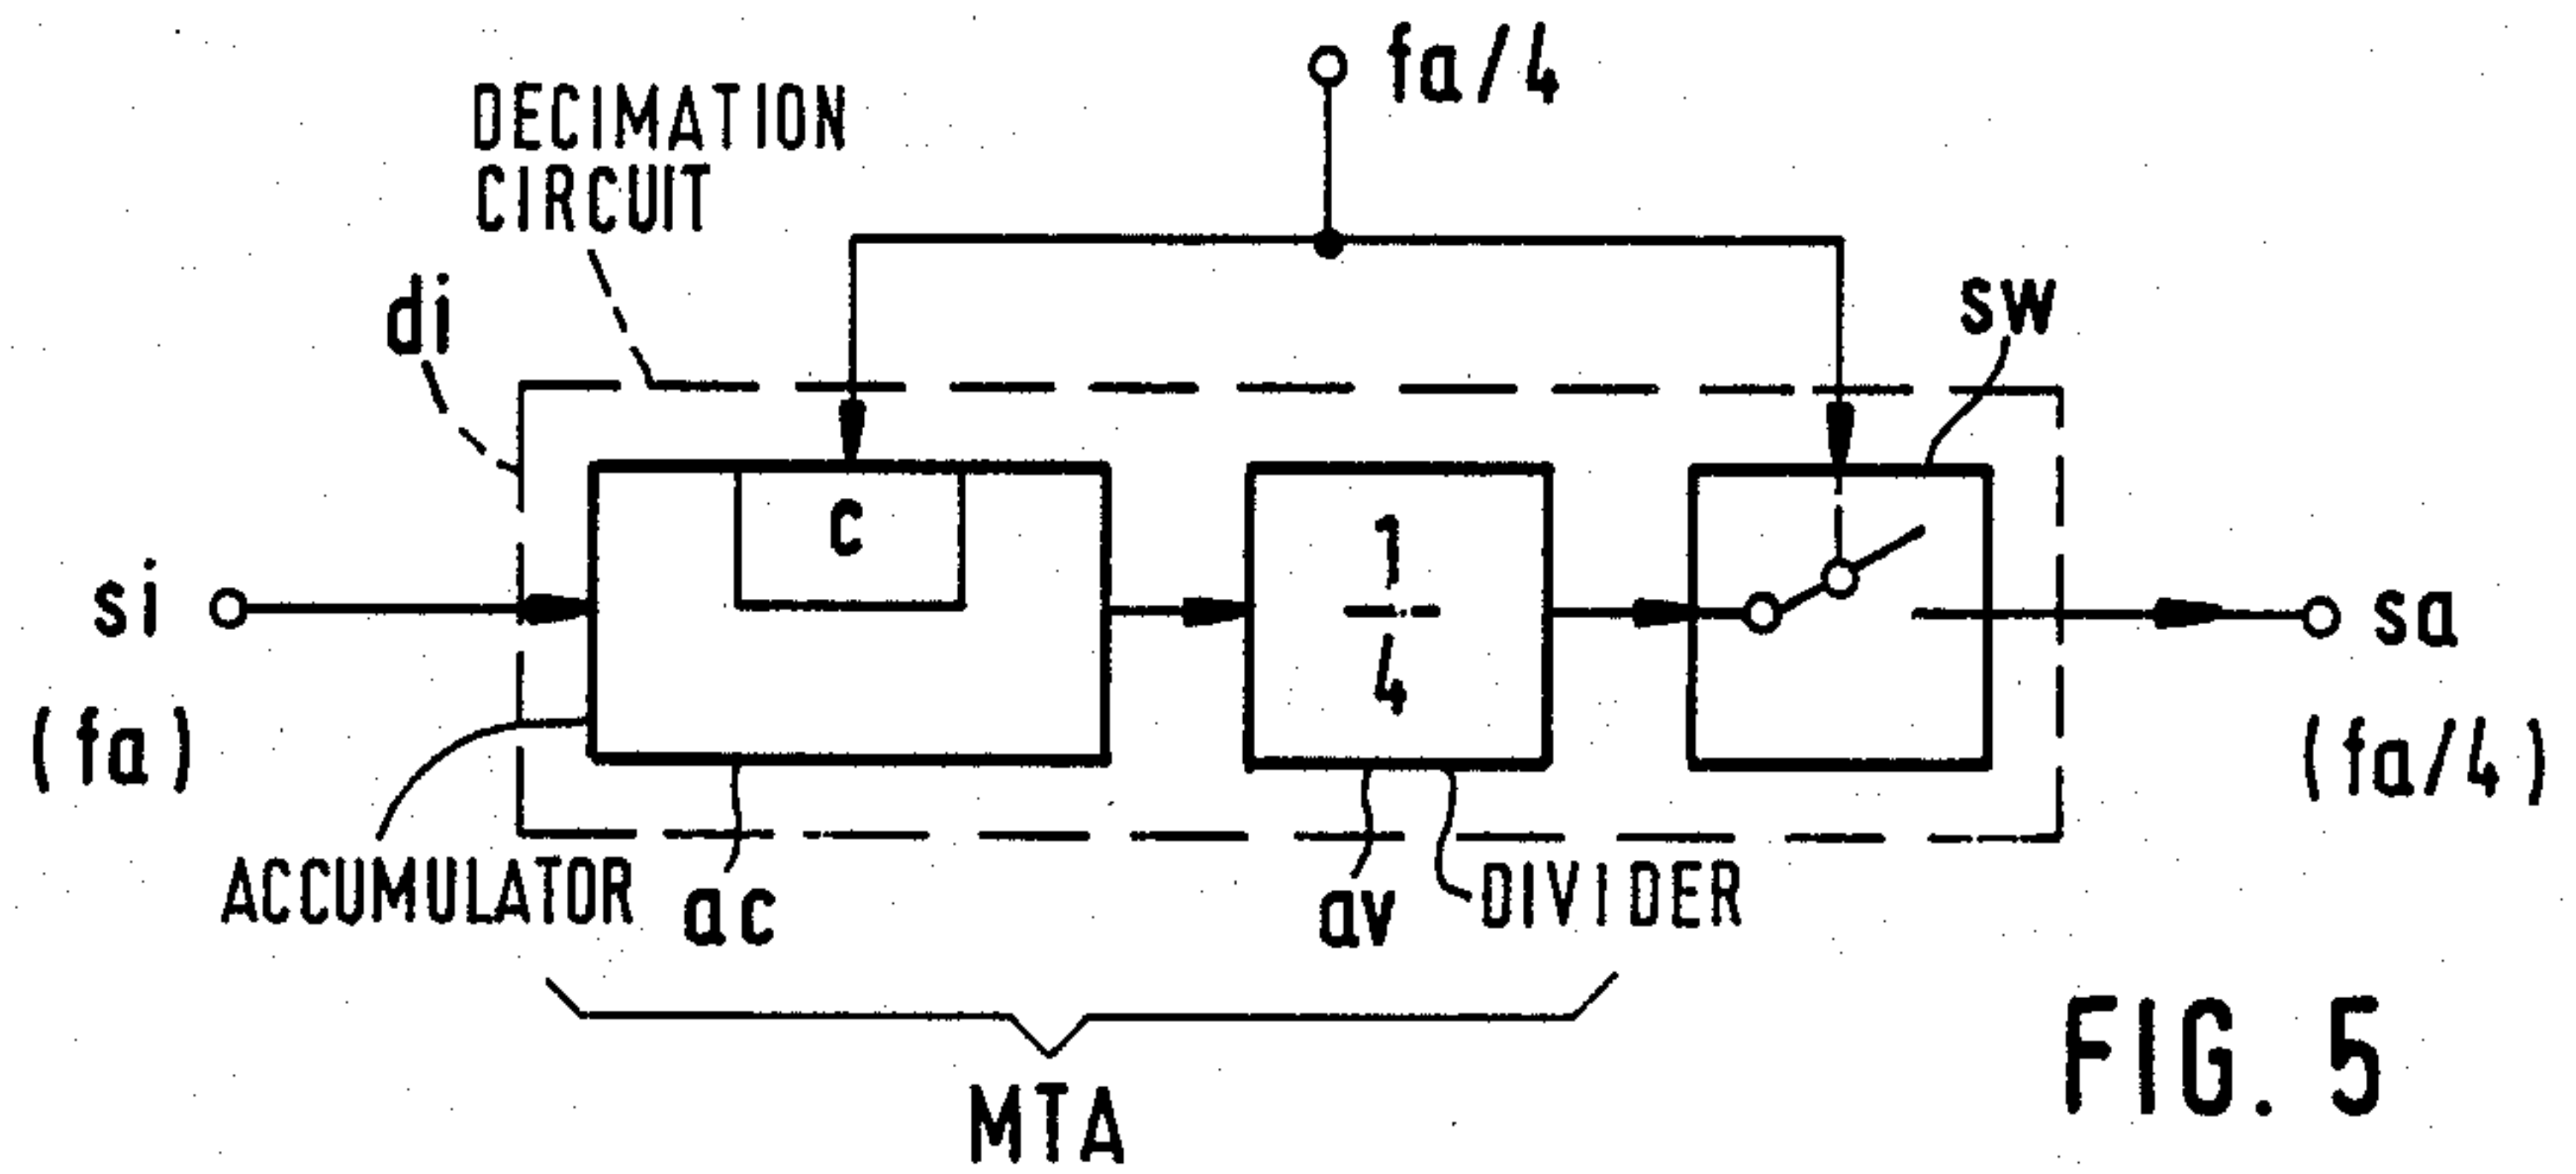 fa/4
DECIMATION
CIRCUIT
di
sw
c
1
4
si
sa
(fa)
(fa/4)
ACCUMULATOR
ac
av
DIVIDER
MTA
FIG. 5